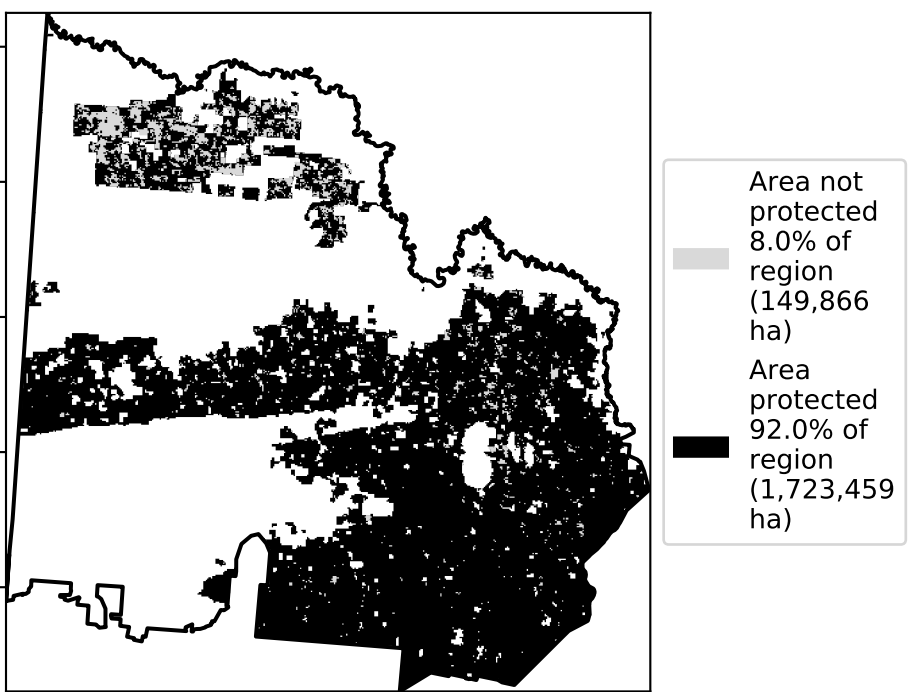 Area not
protected
8.0% of
region
(149,866
ha)
Area
protected
92.0% of
region
(1,723,459
ha)